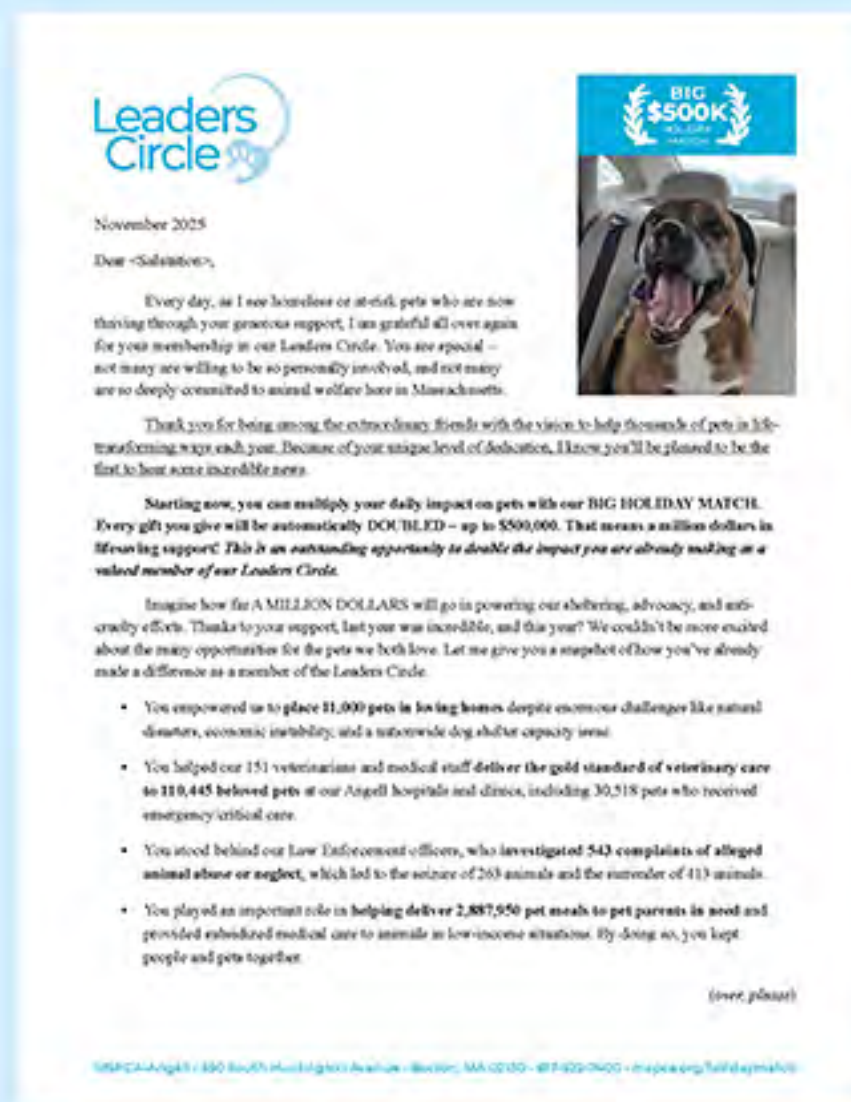 Leaders
Circle
BIG
$500K
HOLIDAY
MATCH
November 2025
Dear <Salutation>,
Every day, as I see homeless or at-risk pets who are now
thriving through your generous support, I am grateful all over again
for your membership in our Leaders Circle. You are special –
not many are willing to be so personally involved, and not many
are so deeply committed to animal welfare here in Massachusetts.
Thank you for being among the extraordinary friends with the vision to help thousands of pets in life-
transforming ways each year. Because of your unique level of dedication, I know you'll be pleased to be the
first to hear some incredible news.
Starting now, you can multiply your daily impact on pets with our BIG HOLIDAY MATCH.
Every gift you give will be automatically DOUBLED – up to $500,000. That means a million dollars in
lifesaving support! This is an outstanding opportunity to double the impact you are already making as a
valued member of our Leaders Circle.
Imagine how far A MILLION DOLLARS will go in powering our sheltering, advocacy, and anti-
cruelty efforts. Thanks to your support, last year was incredible, and this year? We couldn't be more excited
about the many opportunities for the pets we both love. Let me give you a snapshot of how you've already
made a difference as a member of the Leaders Circle.
• You empowered us to place 11,000 pets in loving homes despite enormous challenges like natural
disasters, economic instability, and a nationwide dog shelter capacity issue.
• You helped our 151 veterinarians and medical staff deliver the gold standard of veterinary care
to 110,445 beloved pets at our Angell hospitals and clinics, including 30,518 pets who received
emergency/critical care.
• You stood behind our Law Enforcement officers, who investigated 543 complaints of alleged
animal abuse or neglect, which led to the seizure of 263 animals and the surrender of 413 animals.
• You played an important role in helping deliver 2,887,950 pet meals to pet parents in need and
provided subsidized medical care to animals in low-income situations. By doing so, you kept
people and pets together.
(over, please)
MSPCA-Angell • 350 South Huntington Avenue • Boston, MA 02130 • mspca.org/holidaymatch